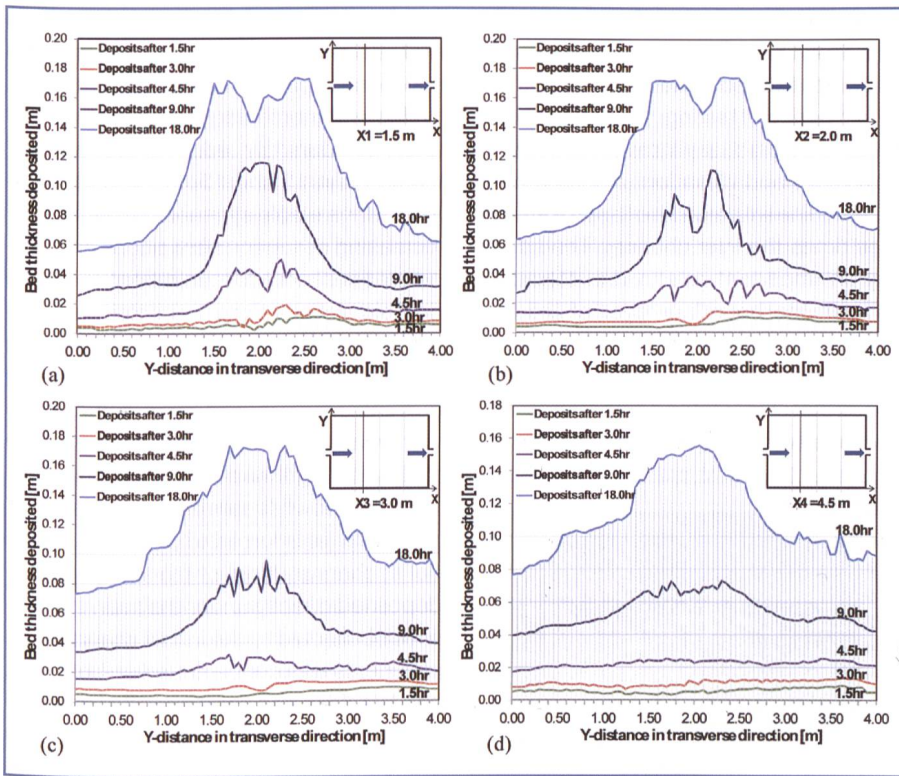 0.20
0.18
0.16
0.14
0.12
0.10
0.08
0.06
0.04
0.02
0.00
Bed thickness deposited [m]
Depositsafter 1.5hr
Depositsafter 3.0hr
Depositsafter 4.5hr
Depositsafter 9.0hr
Depositsafter 18.0hr
Y
X
X1 =1.5 m
18.0hr
9.0hr
4.5hr
3.0hr
1.5hr
0.00 0.50 1.00 1.50 2.00 2.50 3.00 3.50 4.00
(a)
Y-distance in transverse direction [m]
0.20
0.18
0.16
0.14
0.12
0.10
0.08
0.06
0.04
0.02
0.00
Bed thickness deposited [m]
Depositsafter 1.5hr
Depositsafter 3.0hr
Depositsafter 4.5hr
Depositsafter 9.0hr
Depositsafter 18.0hr
Y
X
X2 =2.0 m
18.0hr
9.0hr
4.5hr
3.0hr
1.5hr
0.00 0.50 1.00 1.50 2.00 2.50 3.00 3.50 4.00
(b)
Y-distance in transverse direction [m]
0.20
0.18
0.16
0.14
0.12
0.10
0.08
0.06
0.04
0.02
0.00
Bed thickness deposited [m]
Depositsafter 1.5hr
Depositsafter 3.0hr
Depositsafter 4.5hr
Depositsafter 9.0hr
Depositsafter 18.0hr
Y
X
X3 =3.0 m
18.0hr
9.0hr
4.5hr
3.0hr
1.5hr
0.00 0.50 1.00 1.50 2.00 2.50 3.00 3.50 4.00
(c)
Y-distance in transverse direction [m]
0.18
0.16
0.14
0.12
0.10
0.08
0.06
0.04
0.02
0.00
Bed thickness deposited [m]
Depositsafter 1.5hr
Depositsafter 3.0hr
Depositsafter 4.5hr
Depositsafter 9.0hr
Depositsafter 18.0hr
Y
X
X4 =4.5 m
18.0hr
9.0hr
4.5hr
3.0hr
1.5hr
0.00 0.50 1.00 1.50 2.00 2.50 3.00 3.50 4.00
(d)
Y-distance in transverse direction [m]